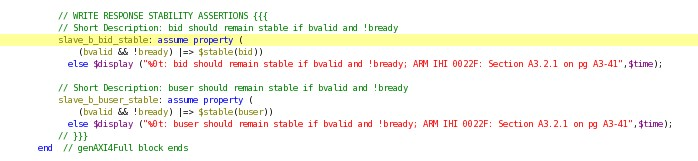 // WRITE RESPONSE STABILITY ASSERTIONS {{{
// Short Description: bid should remain stable if bvalid and !bready
slave_b_bid_stable: assume property (
(bvalid && !bready) |=> $stable(bid))
else $display ("%0t: bid should remain stable if bvalid and !bready; ARM IHI 0022F: Section A3.2.1 on pg A3-41",$time);
// Short Description: buser should remain stable if bvalid and !bready
slave_b_buser_stable: assume property (
(bvalid && !bready) |=> $stable(buser))
else $display ("%0t: buser should remain stable if bvalid and !bready; ARM IHI 0022F: Section A3.2.1 on pg A3-41",$time);
// }}}
end // genAXI4Full block ends